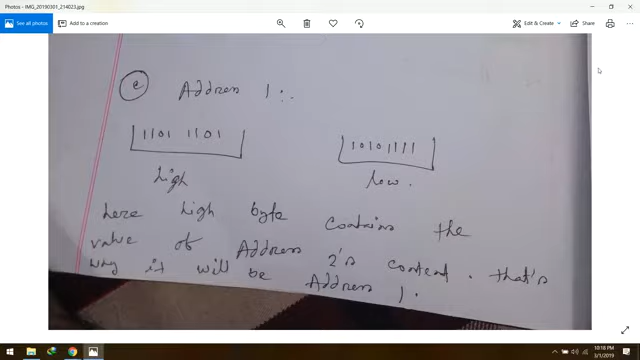 Photos - IMG_20190301_214023.jpg
See all photos
Add to a creation
Edit & Create
Share
e Address 1:.
1101 1101
10101111
high
low.
here high byte contains the
value of Address 2's content. that's
why it will be Address 1.
10:18 PM
3/1/2019